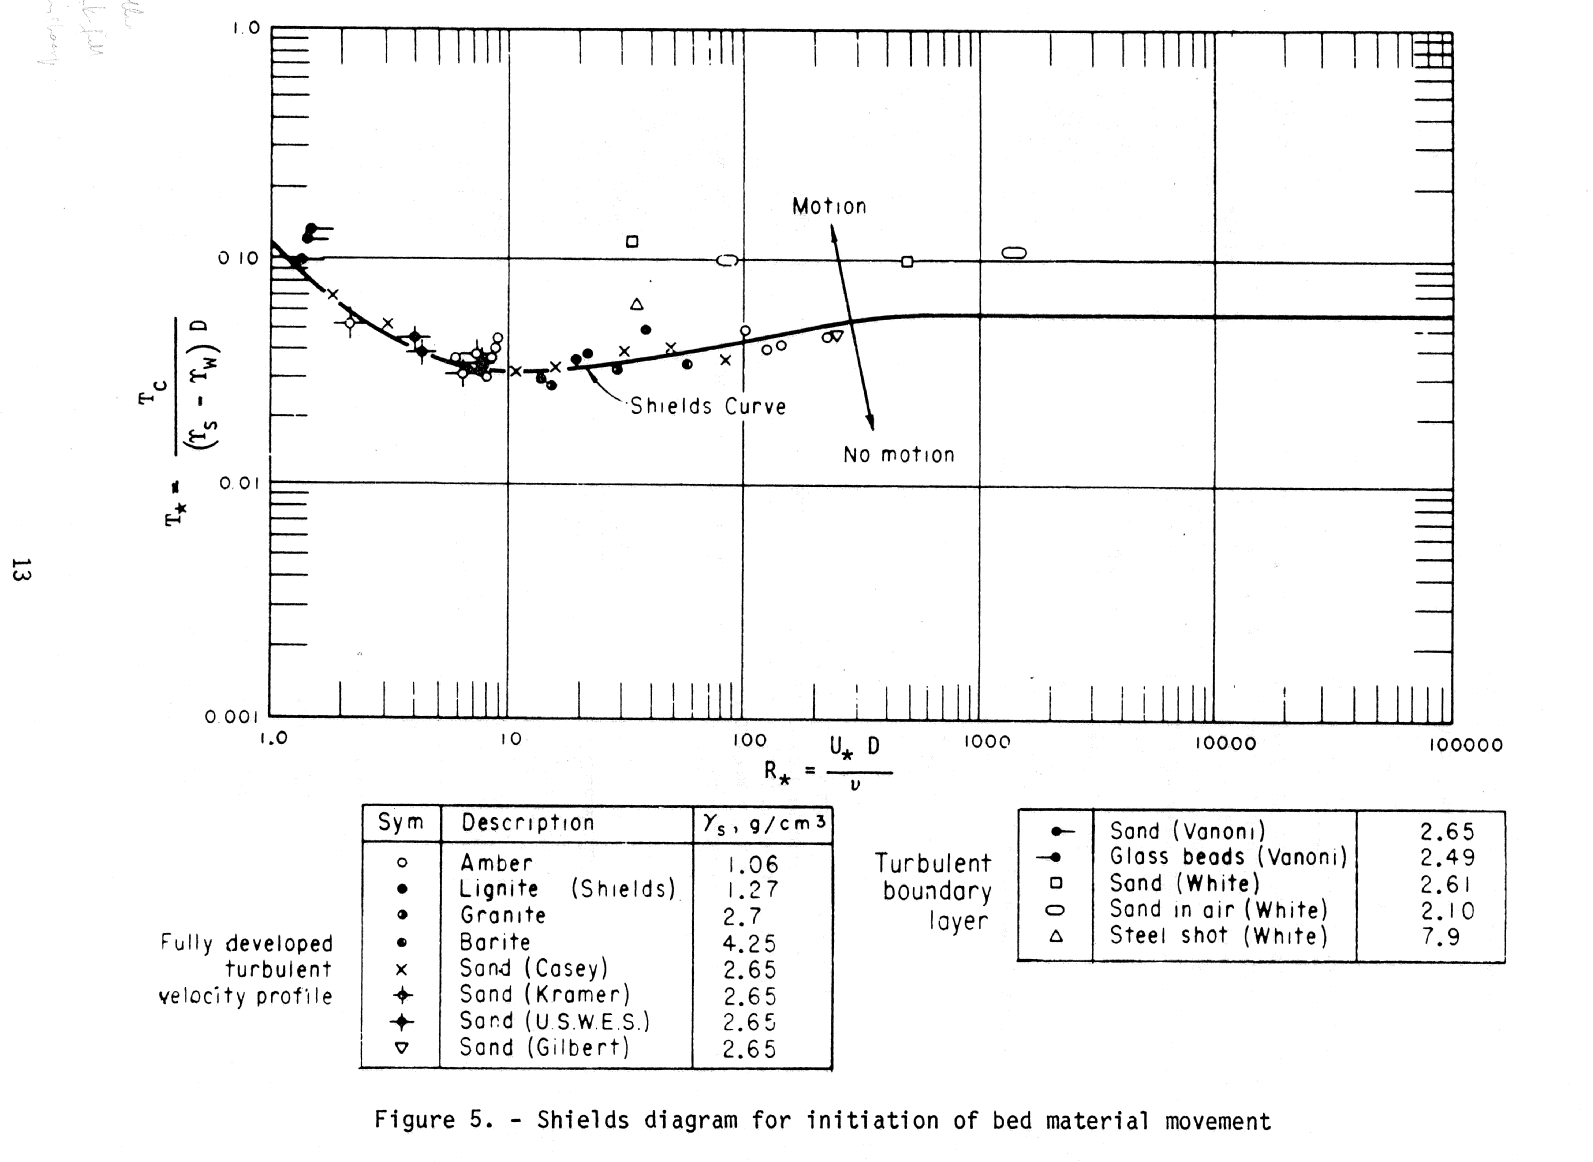 1.0
0.10
0.01
0.001
T* = Tc / (γs - γw) D
Motion
Shields Curve
No motion
13
1.0 10 100 1000 10000 100000
R* = U* D / ν
Sym Description γs, g/cm3
Amber 1.06
Lignite (Shields) 1.27
Granite 2.7
Barite 4.25
Sand (Casey) 2.65
Sand (Kramer) 2.65
Sand (U.S.W.E.S.) 2.65
Sand (Gilbert) 2.65
Fully developed
turbulent
velocity profile
Turbulent
boundary
layer
Sand (Vanoni) 2.65
Glass beads (Vanoni) 2.49
Sand (White) 2.61
Sand in air (White) 2.10
Steel shot (White) 7.9
Figure 5. - Shields diagram for initiation of bed material movement